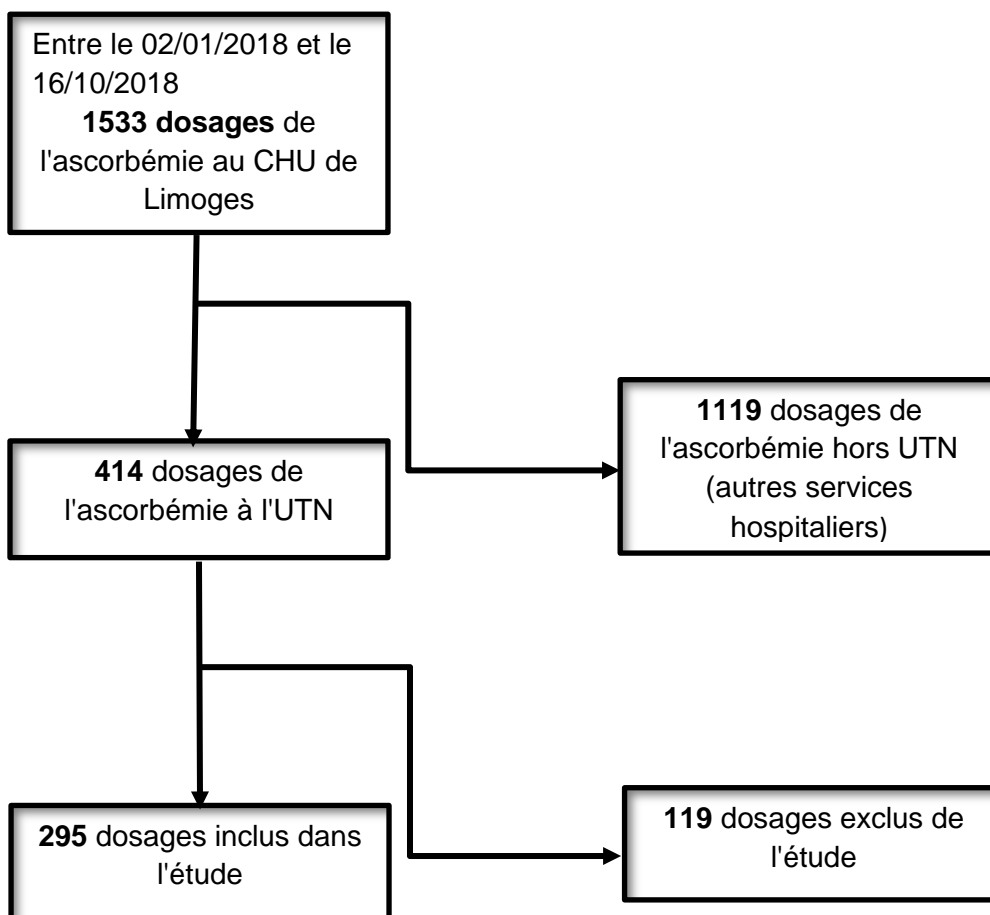 Entre le 02/01/2018 et le
16/10/2018
1533 dosages de
l'ascorbémie au CHU de
Limoges
1119 dosages de
l'ascorbémie hors UTN
(autres services
hospitaliers)
414 dosages de
l'ascorbémie à l'UTN
295 dosages inclus dans
l'étude
119 dosages exclus de
l'étude